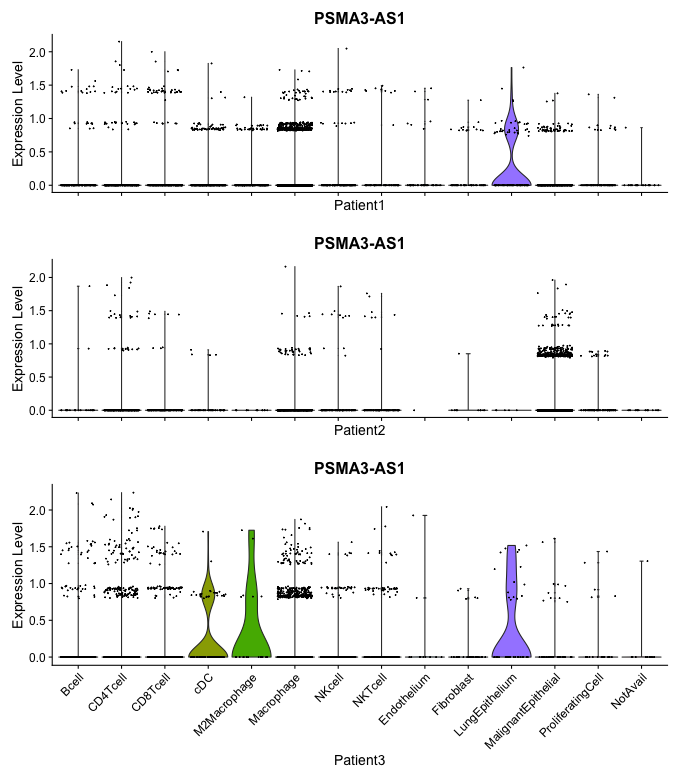 PSMA3-AS1
Expression Level
2.0
1.5
1.0
0.5
0.0
Patient1
PSMA3-AS1
Expression Level
2.0
1.5
1.0
0.5
0.0
Patient2
PSMA3-AS1
Expression Level
2.0
1.5
1.0
0.5
0.0
Bcell
CD4Tcell
CD8Tcell
cDC
M2Macrophage
Macrophage
NKcell
NKTcell
Endothelium
Fibroblast
LungEpithelium
MalignantEpithelial
ProliferatingCell
NotAvail
Patient3